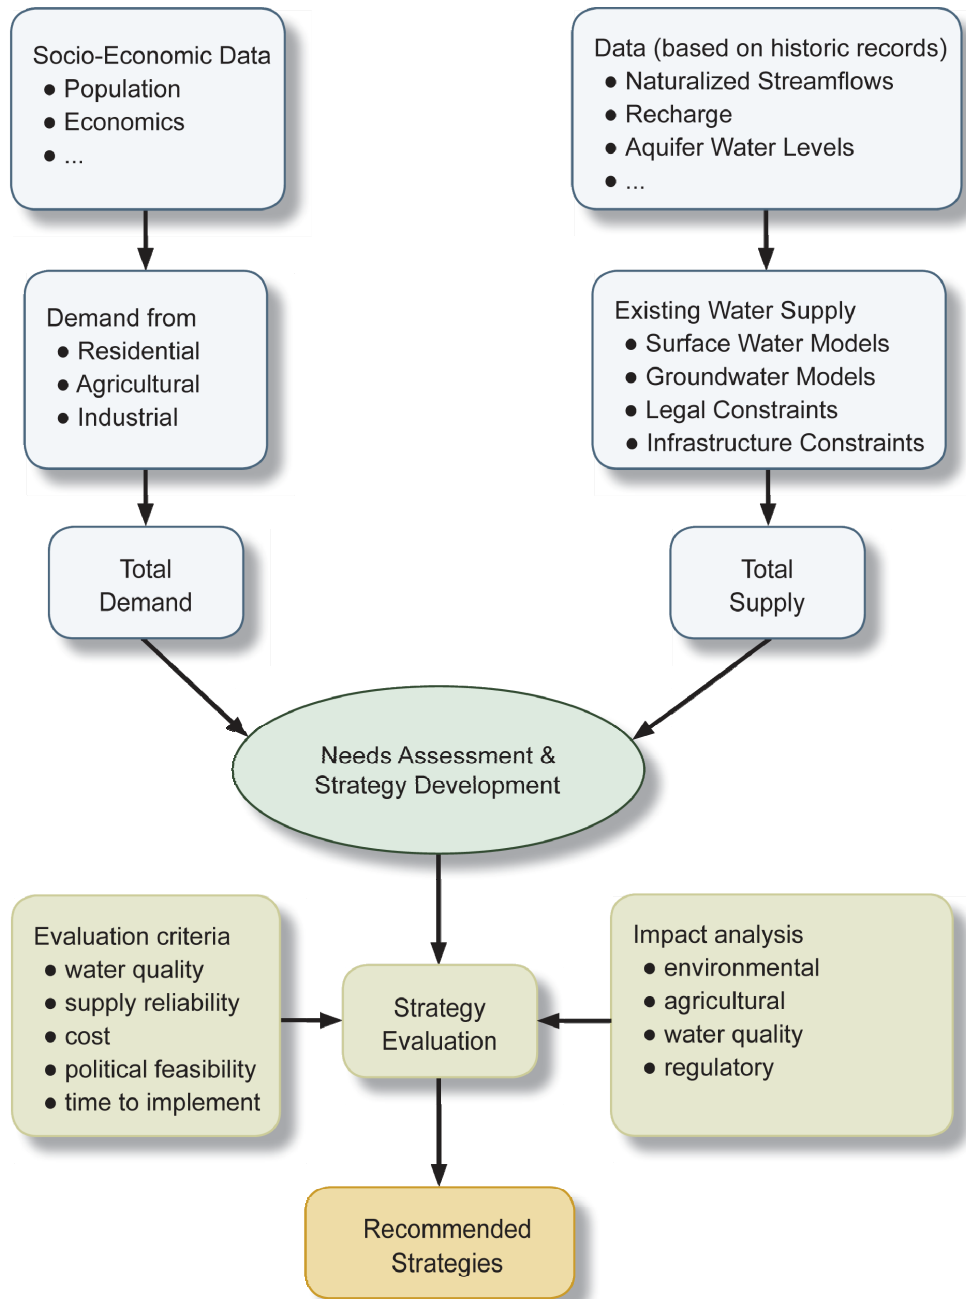 Socio-Economic Data
● Population
● Economics
● ...
Data (based on historic records)
● Naturalized Streamflows
● Recharge
● Aquifer Water Levels
● ...
Demand from
● Residential
● Agricultural
● Industrial
Existing Water Supply
● Surface Water Models
● Groundwater Models
● Legal Constraints
● Infrastructure Constraints
Total
Demand
Total
Supply
Needs Assessment &
Strategy Development
Evaluation criteria
● water quality
● supply reliability
● cost
● political feasibility
● time to implement
Strategy
Evaluation
Impact analysis
● environmental
● agricultural
● water quality
● regulatory
Recommended
Strategies